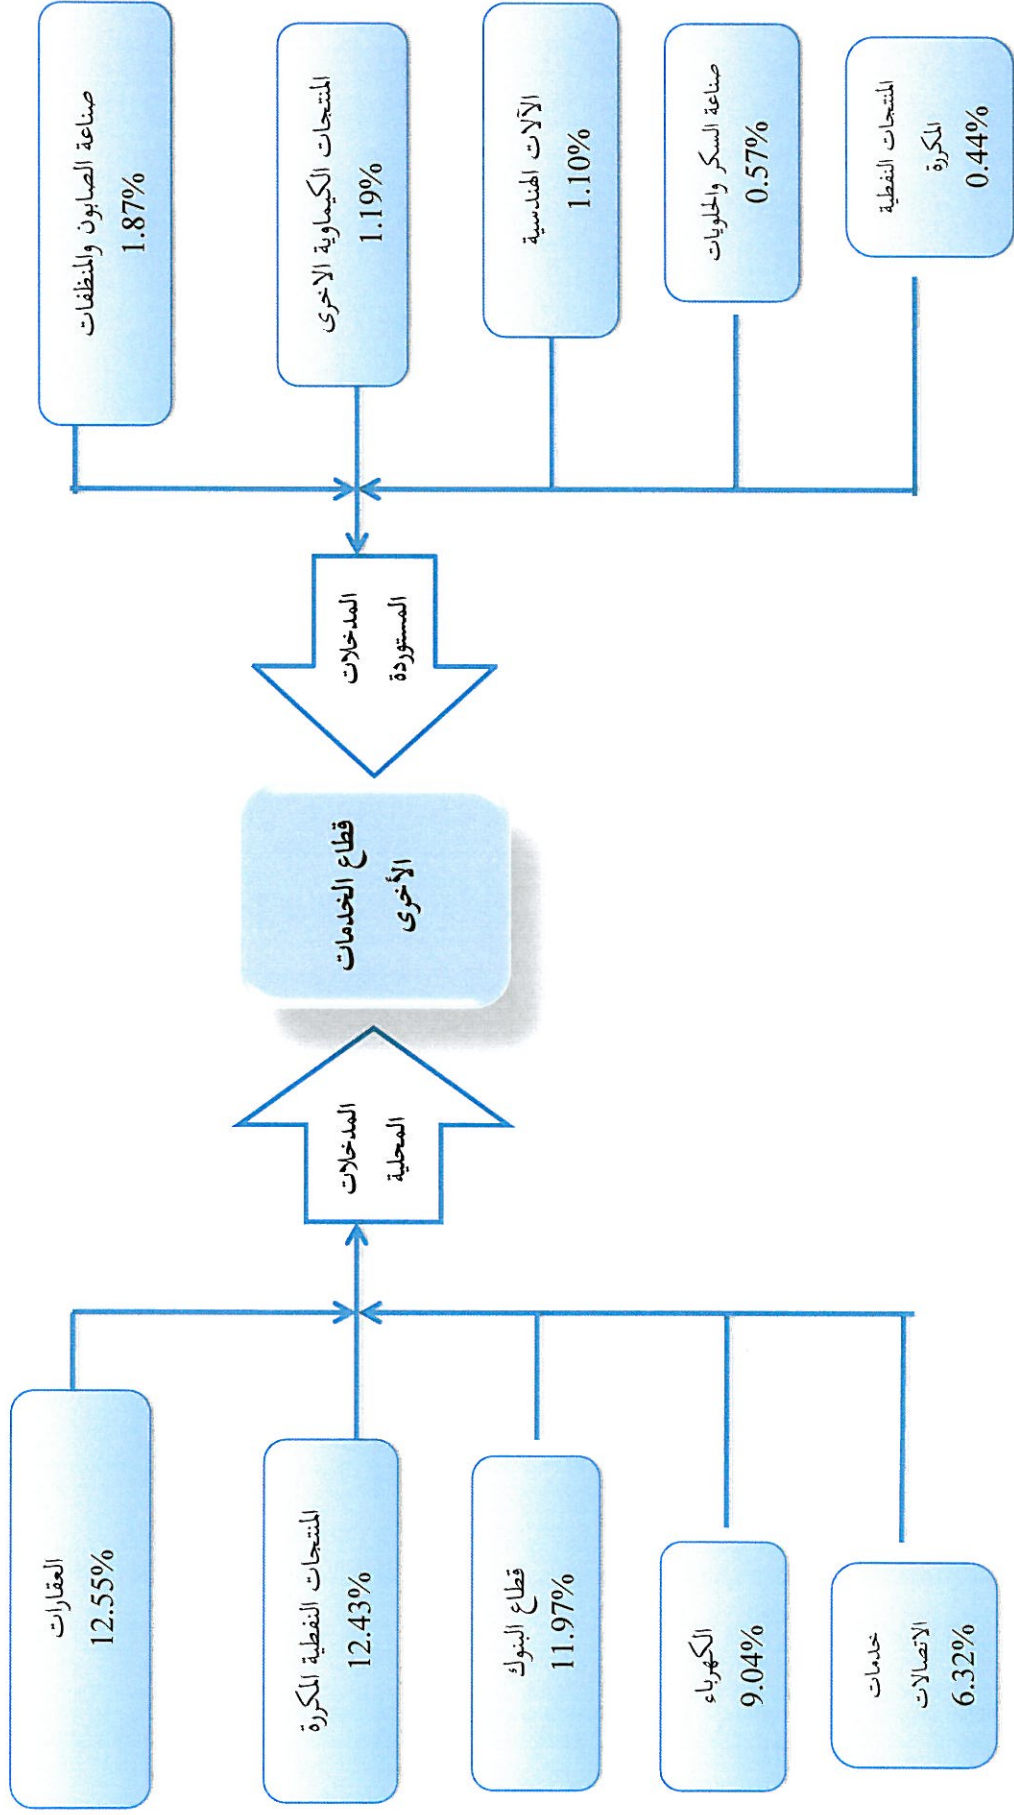 العقارات
12.55%
المنتجات النفطية المكررة
12.43%
قطاع البنوك
11.97%
الكهرباء
9.04%
خدمات
الاتصالات
6.32%
المدخلات
المحلية
قطاع الخدمات
الأخرى
المدخلات
المستوردة
صناعة الصابون والمنظفات
1.87%
المنتجات الكيماوية الاخرى
1.19%
الآلات الهندسية
1.10%
صناعة السكر والحلويات
0.57%
المنتجات النفطية
المكررة
0.44%